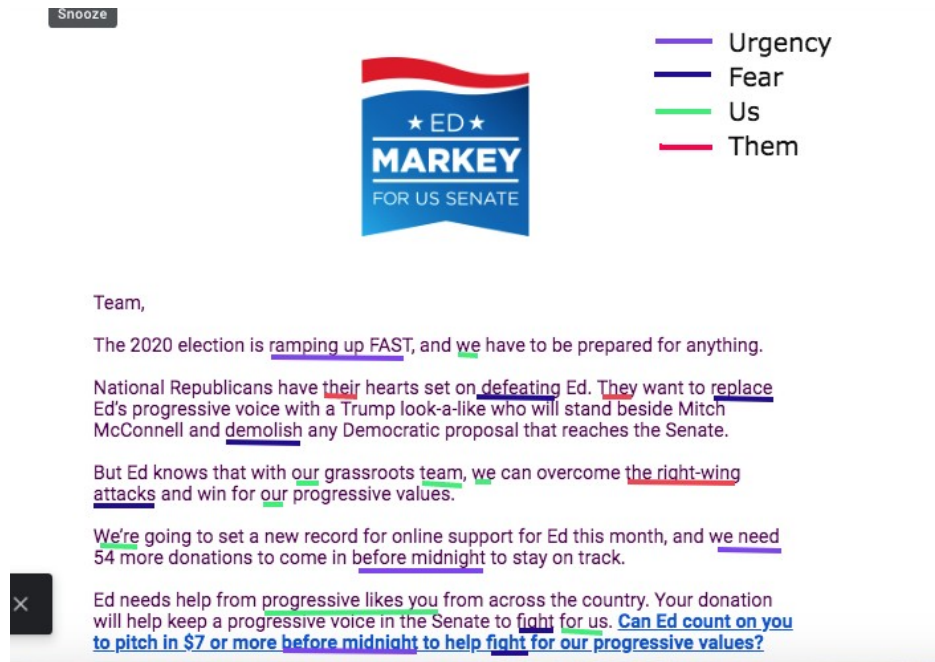 Snooze
Urgency
Fear
Us
Them
★ ED ★
MARKEY
FOR US SENATE
Team,
The 2020 election is ramping up FAST, and we have to be prepared for anything.
National Republicans have their hearts set on defeating Ed. They want to replace
Ed's progressive voice with a Trump look-a-like who will stand beside Mitch
McConnell and demolish any Democratic proposal that reaches the Senate.
But Ed knows that with our grassroots team, we can overcome the right-wing
attacks and win for our progressive values.
We're going to set a new record for online support for Ed this month, and we need
54 more donations to come in before midnight to stay on track.
Ed needs help from progressive likes you from across the country. Your donation
will help keep a progressive voice in the Senate to fight for us. Can Ed count on you
to pitch in $7 or more before midnight to help fight for our progressive values?